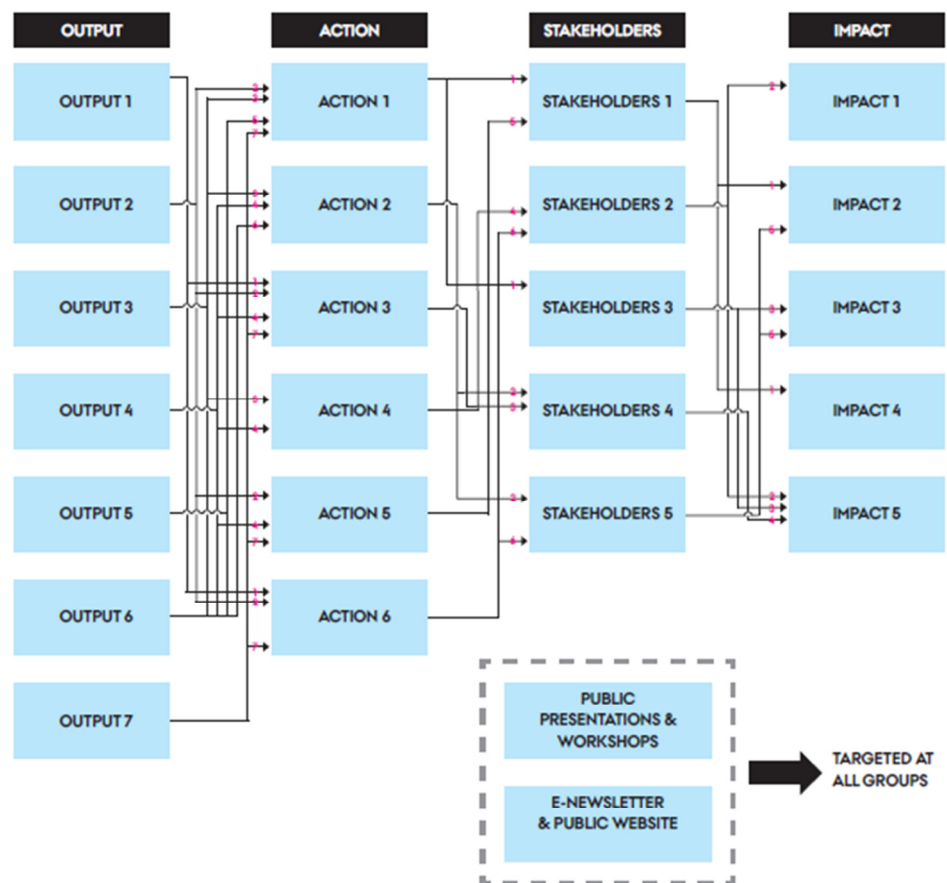 OUTPUT
ACTION
STAKEHOLDERS
IMPACT
OUTPUT 1
ACTION 1
STAKEHOLDERS 1
IMPACT 1
OUTPUT 2
ACTION 2
STAKEHOLDERS 2
IMPACT 2
OUTPUT 3
ACTION 3
STAKEHOLDERS 3
IMPACT 3
OUTPUT 4
ACTION 4
STAKEHOLDERS 4
IMPACT 4
OUTPUT 5
ACTION 5
STAKEHOLDERS 5
IMPACT 5
OUTPUT 6
ACTION 6
OUTPUT 7
PUBLIC
PRESENTATIONS &
WORKSHOPS
E-NEWSLETTER
& PUBLIC WEBSITE
TARGETED AT
ALL GROUPS